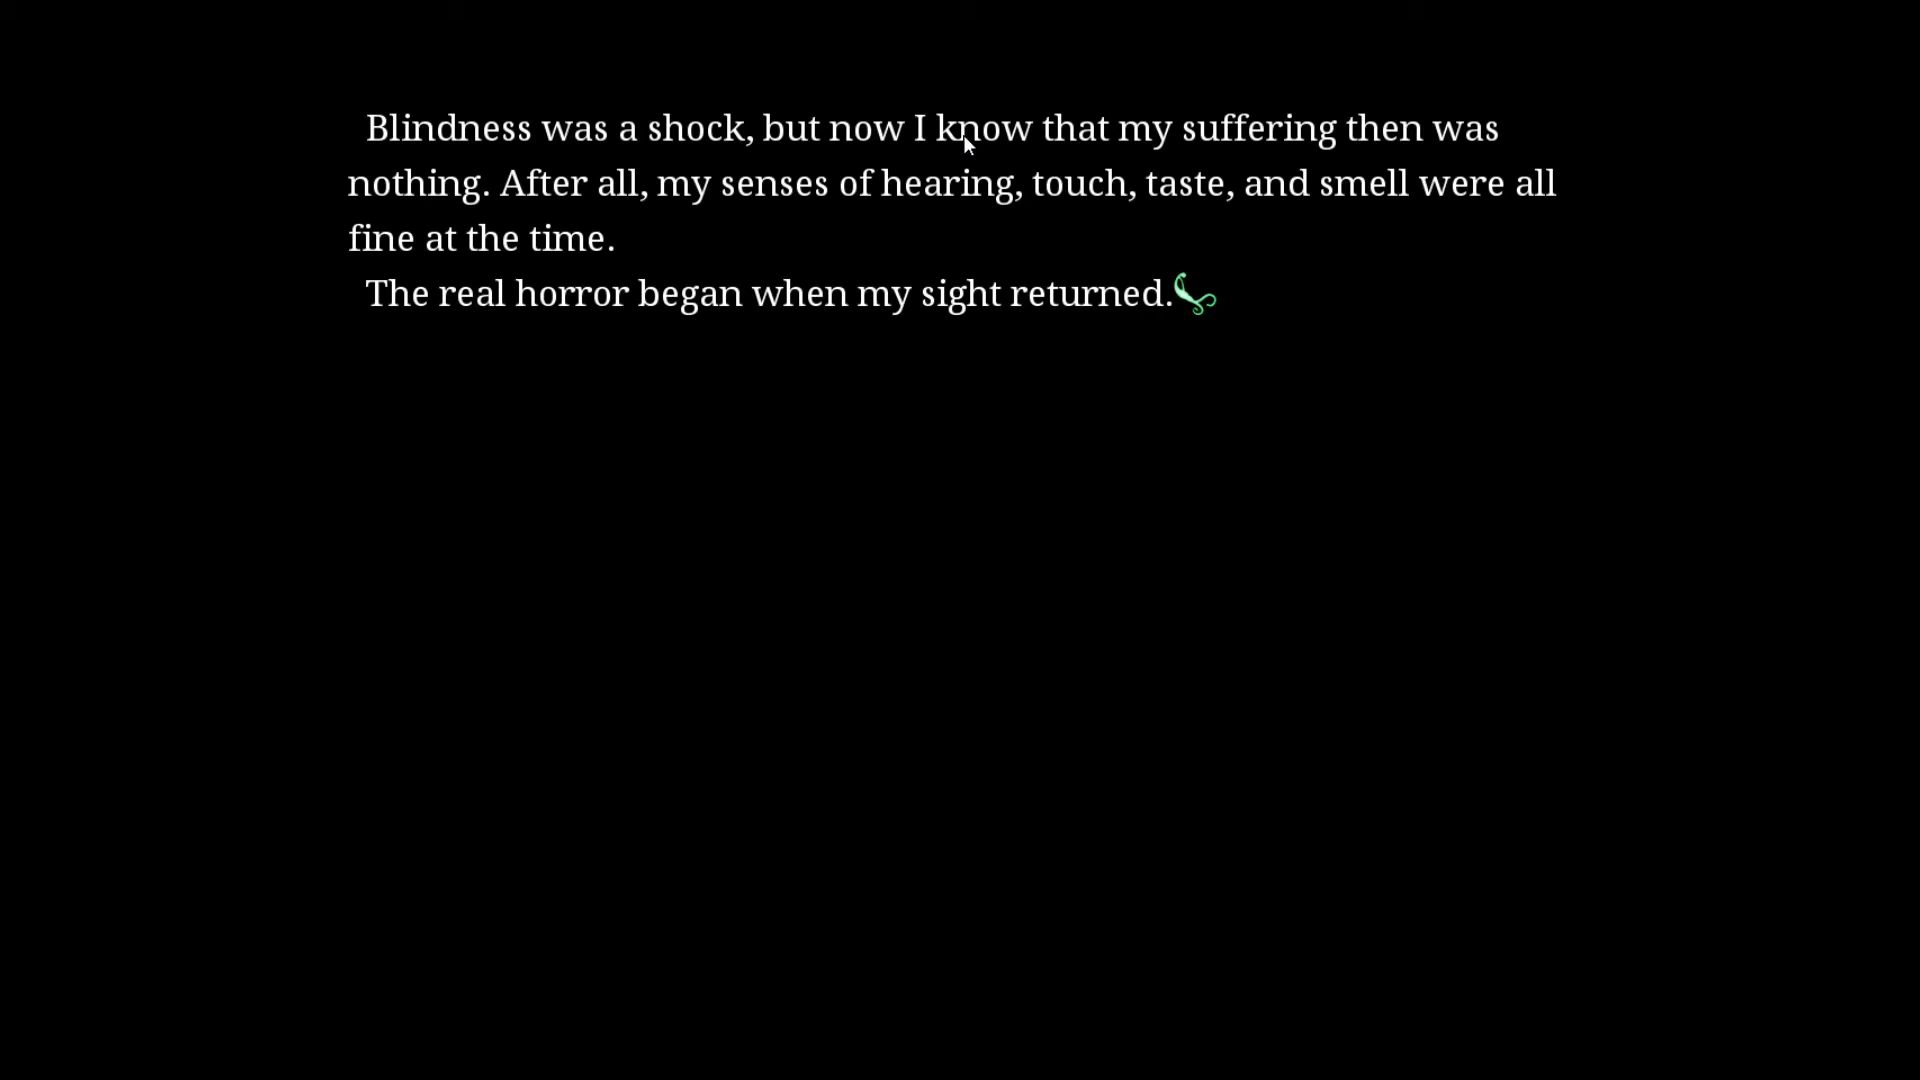 Blindness was a shock, but now I know that my suffering then was
nothing. After all, my senses of hearing, touch, taste, and smell were all
fine at the time.
The real horror began when my sight returned.